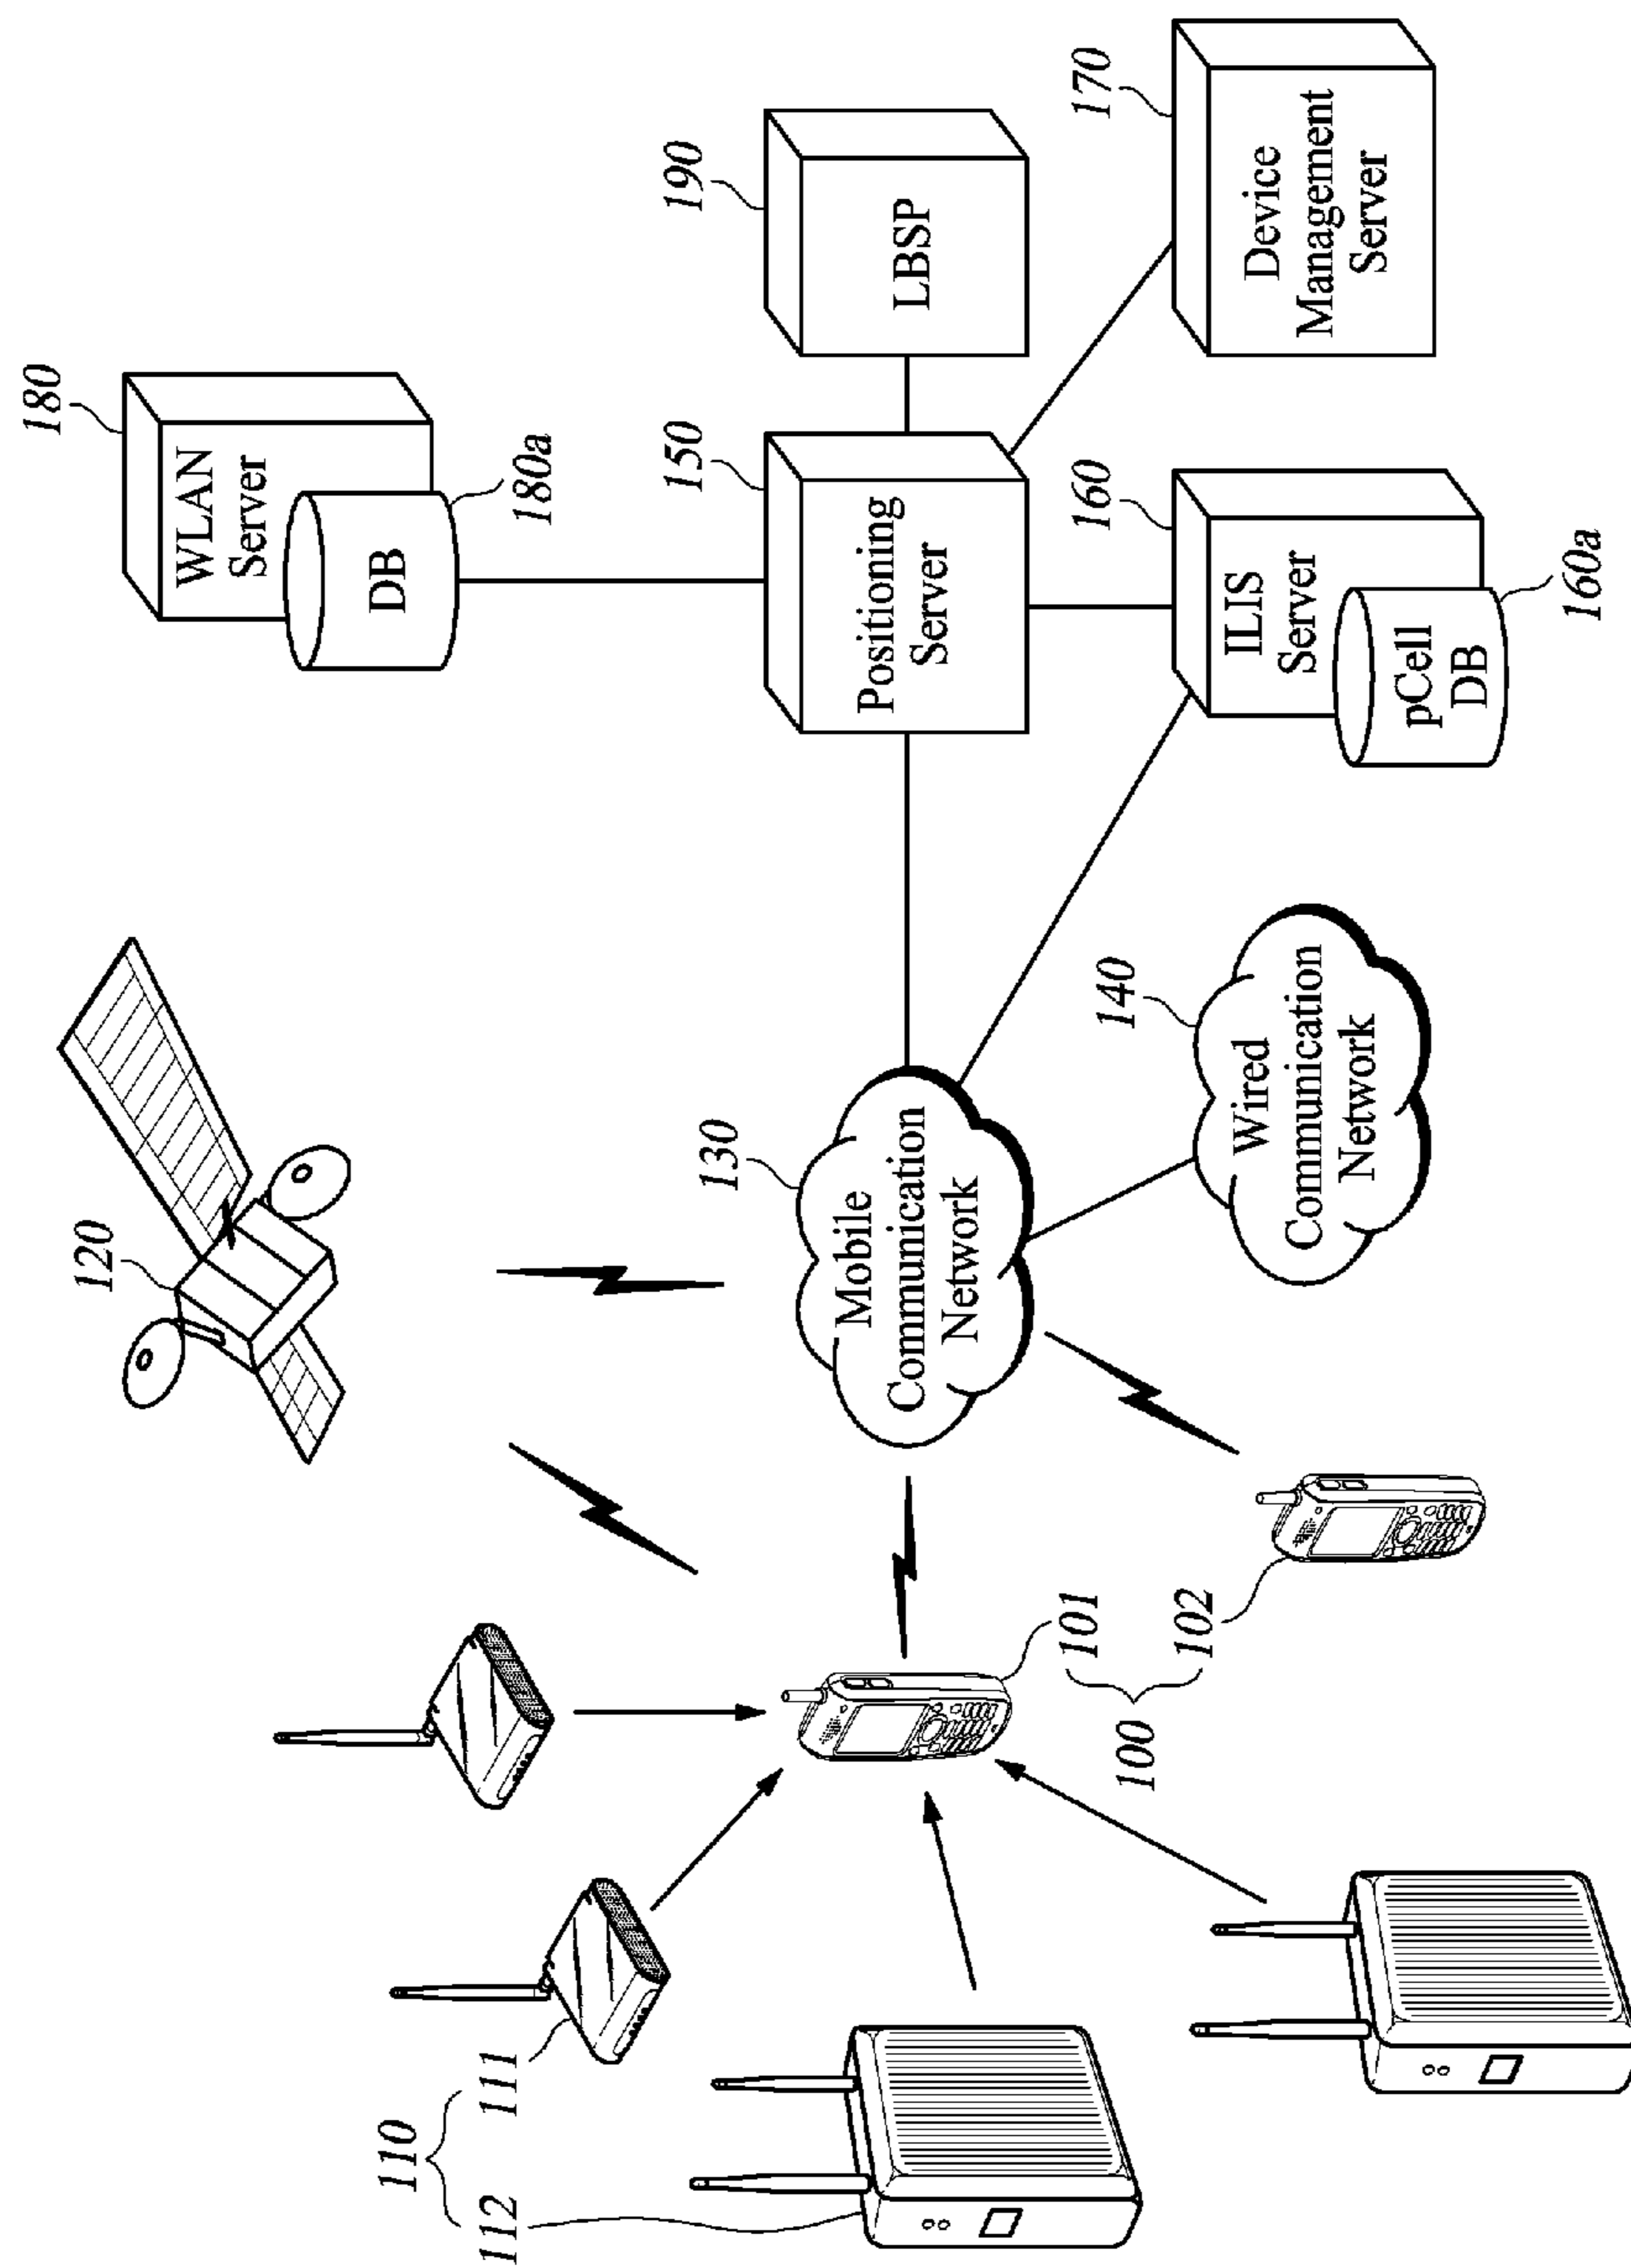 120
180
WLAN
Server
DB
180a
110
112
111
130
Mobile
Communication
Network
150
Positioning
Server
190
LBSP
100
101
102
140
Wired
Communication
Network
160
ILIS
Server
pCell
DB
160a
170
Device
Management
Server